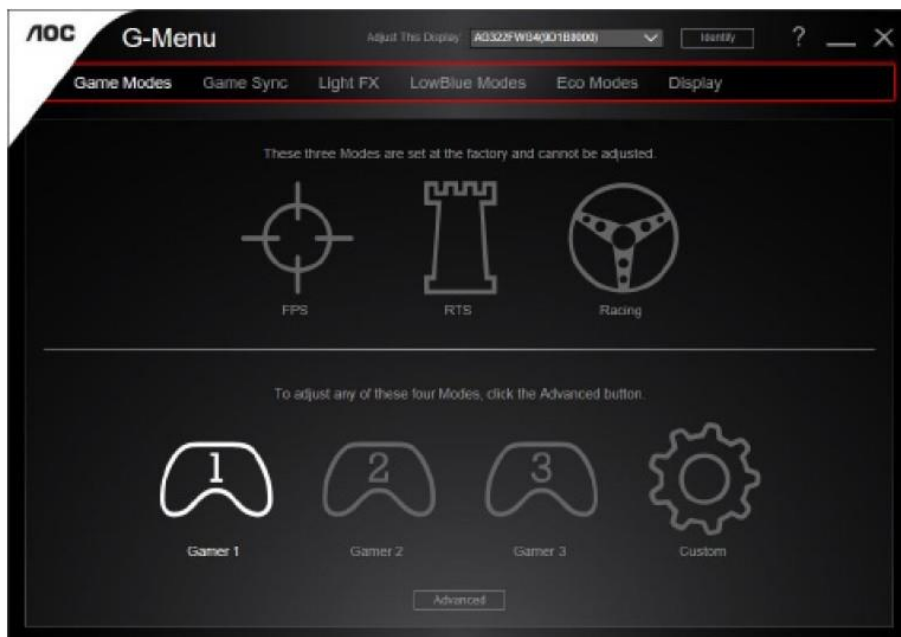 AOC G-Menu Adjust This Display AG322FWG4(9D1B0000) Identify ?
Game Modes Game Sync Light FX LowBlue Modes Eco Modes Display
These three Modes are set at the factory and cannot be adjusted.
FPS RTS Racing
To adjust any of these four Modes, click the Advanced button.
1 2 3
Gamer 1 Gamer 2 Gamer 3 Custom
Advanced